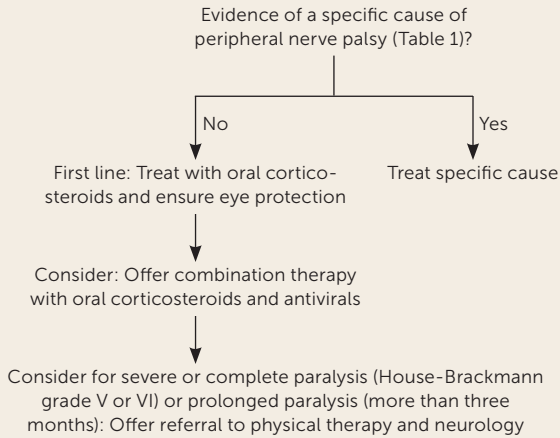 Evidence of a specific cause of
peripheral nerve palsy (Table 1)?
No
Yes
First line: Treat with oral cortico-
steroids and ensure eye protection
Treat specific cause
Consider: Offer combination therapy
with oral corticosteroids and antivirals
Consider for severe or complete paralysis (House-Brackmann
grade V or VI) or prolonged paralysis (more than three
months): Offer referral to physical therapy and neurology